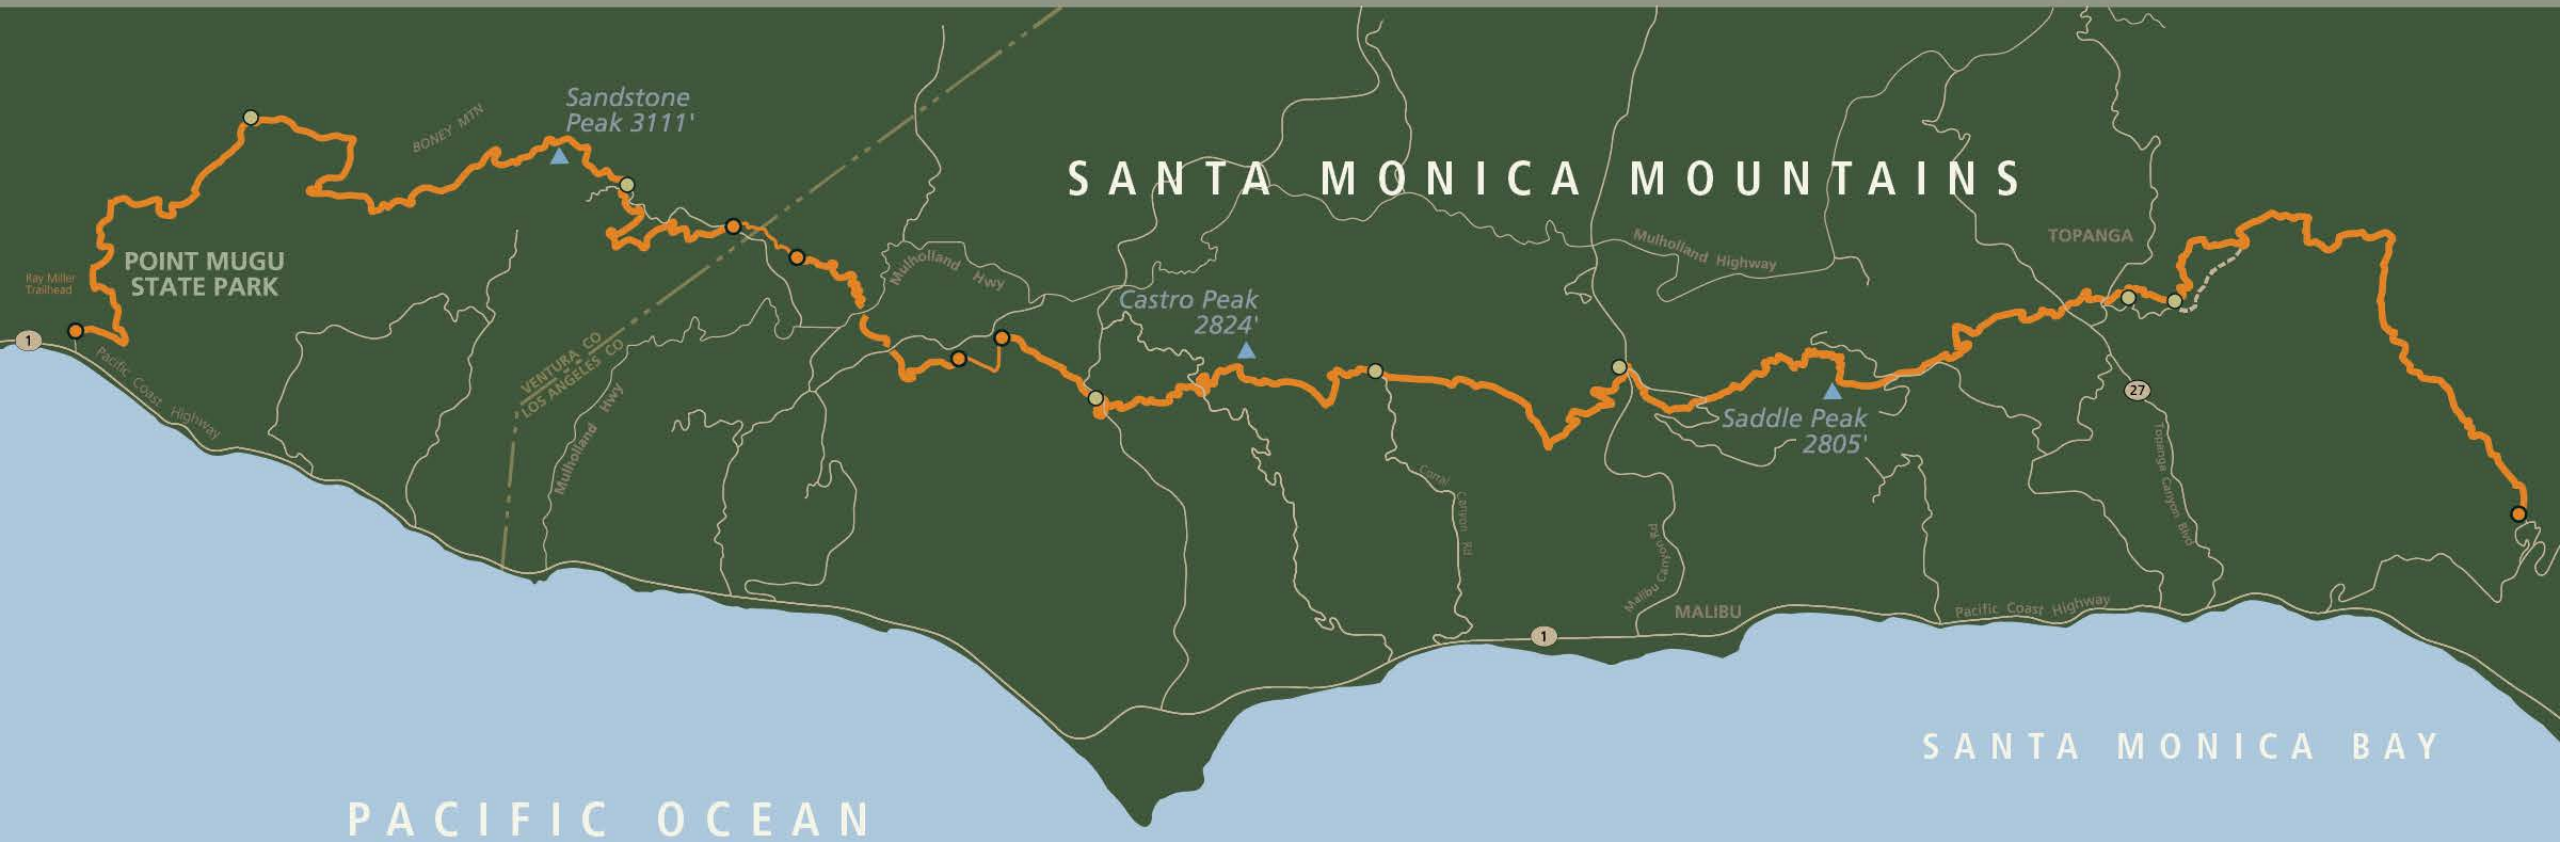 Sandstone
Peak 3111'
BONEY MTN
SANTA MONICA MOUNTAINS
POINT MUGU
STATE PARK
Ray Miller
Trailhead
TOPANGA
Mulholland Highway
Mulholland Hwy
Castro Peak
2824'
1
Pacific Coast Highway
VENTURA CO
LOS ANGELES CO
Mulholland Hwy
Saddle Peak
2805'
27
Topanga Canyon Blvd
Corral Canyon Rd
Malibu Canyon Rd
MALIBU
Pacific Coast Highway
1
SANTA MONICA BAY
PACIFIC OCEAN